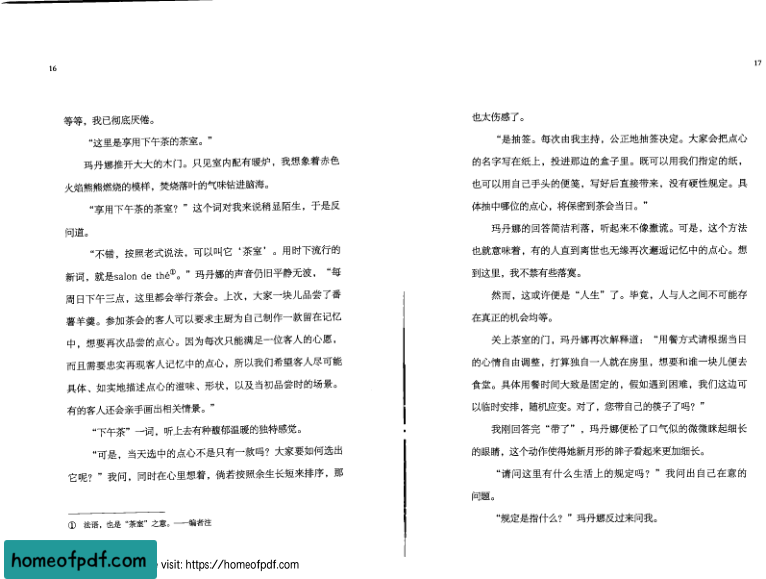 16
等等，我已彻底厌倦。
“这里是享用下午茶的茶室。”
玛丹娜推开大大的木门。只见室内配有暖炉，我想象着赤色
火焰熊熊燃烧的模样，焚烧落叶的气味钻进脑海。
“享用下午茶的茶室？”这个词对我来说稍显陌生，于是反
问道。
“不错，按照老式说法，可以叫它‘茶室’。用时下流行的
新词，就是salon de thé①。”玛丹娜的声音仍旧平静无波，“每
周日下午三点，这里都会举行茶会。上次，大家一块儿品尝了番
薯羊羹。参加茶会的客人可以要求主厨为自己制作一款留在记忆
中，想要再次品尝的点心。因为每次只能满足一位客人的心愿，
而且需要忠实再现客人记忆中的点心，所以我们希望客人尽可能
具体、如实地描述点心的滋味、形状，以及当初品尝时的场景。
有的客人还会亲手画出相关情景。”
“下午茶”一词，听上去有种馥郁温暖的独特感觉。
“可是，当天选中的点心不是只有一款吗？大家要如何选出
它呢？”我问，同时在心里想着，倘若按照余生长短来排序，那
① 法语，也是“茶室”之意。——编者注
17
也太伤感了。
“是抽签。每次由我主持，公正地抽签决定。大家会把点心
的名字写在纸上，投进那边的盒子里。既可以用我们指定的纸，
也可以用自己手头的便笺，写好后直接带来，没有硬性规定。具
体抽中哪位的点心，将保密到茶会当日。”
玛丹娜的回答简洁利落，听起来不像撒谎。可是，这个方法
也就意味着，有的人直到离世也无缘再次邂逅记忆中的点心。想
到这里，我不禁有些落寞。
然而，这或许便是“人生”了。毕竟，人与人之间不可能存
在真正的机会均等。
关上茶室的门，玛丹娜再次解释道：“用餐方式请根据当日
的心情自由调整，打算独自一人就在房里，想要和谁一块儿便去
食堂。具体用餐时间大致是固定的，假如遇到困难，我们这边可
以临时安排，随机应变。对了，您带自己的筷子了吗？”
我刚回答完“带了”，玛丹娜便松了口气似的微微眯起细长
的眼睛，这个动作使得她新月形的眸子看起来更加细长。
“请问这里有什么生活上的规定吗？”我问出自己在意的
问题。
“规定是指什么？”玛丹娜反过来问我。
homeofpdf.com
o visit: https://homeofpdf.com